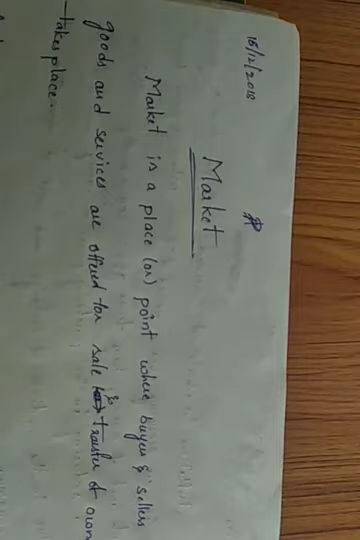 16/12/2018
Market
Market is a place (or) point where buyer & sellers
goods and services are offered for sale & Transfer of
takes place.